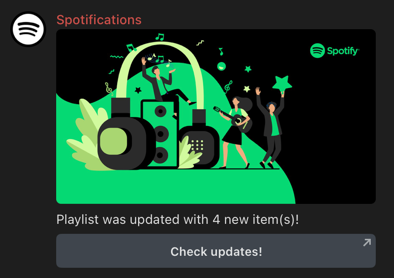 Spotifications
Spotify
Playlist was updated with 4 new item(s)!
Check updates!